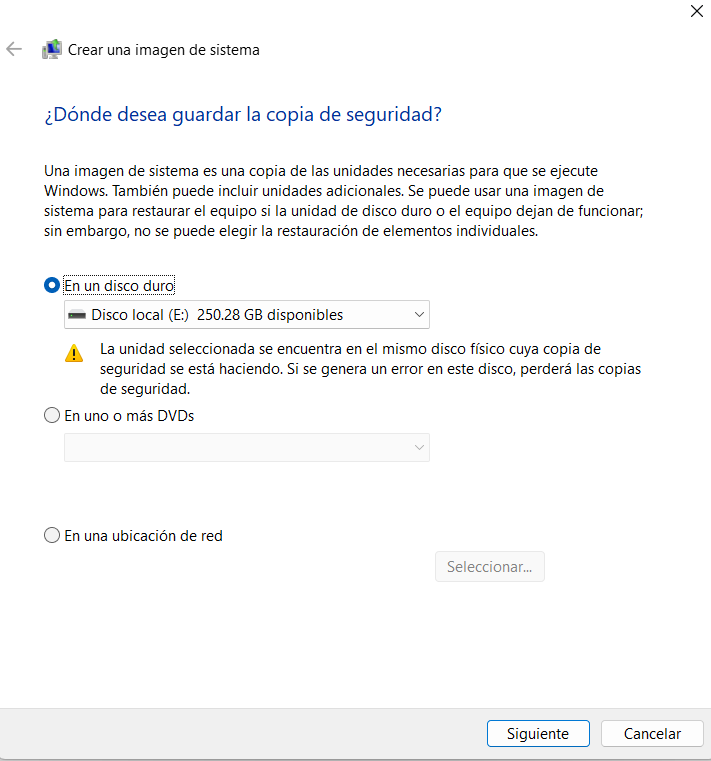 Crear una imagen de sistema
¿Dónde desea guardar la copia de seguridad?
Una imagen de sistema es una copia de las unidades necesarias para que se ejecute
Windows. También puede incluir unidades adicionales. Se puede usar una imagen de
sistema para restaurar el equipo si la unidad de disco duro o el equipo dejan de funcionar;
sin embargo, no se puede elegir la restauración de elementos individuales.
En un disco duro
Disco local (E:)  250.28 GB disponibles
La unidad seleccionada se encuentra en el mismo disco físico cuya copia de
seguridad se está haciendo. Si se genera un error en este disco, perderá las copias
de seguridad.
En uno o más DVDs
En una ubicación de red
Seleccionar...
Siguiente
Cancelar